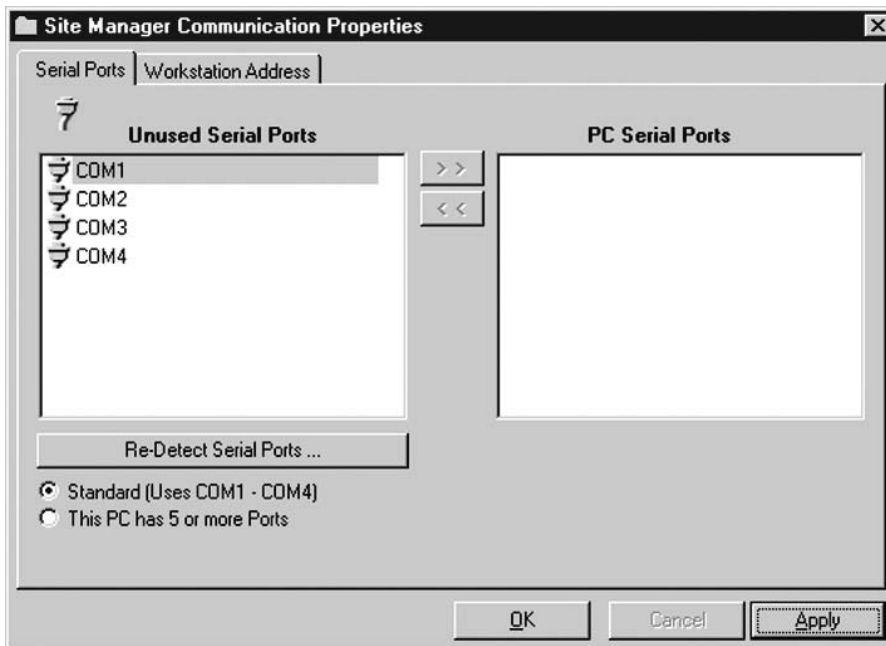 Site Manager Communication Properties
Serial Ports
Workstation Address
Unused Serial Ports
PC Serial Ports
COM1
COM2
COM3
COM4
> >
< <
Re-Detect Serial Ports ...
Standard (Uses COM1 - COM4)
This PC has 5 or more Ports
OK
Cancel
Apply